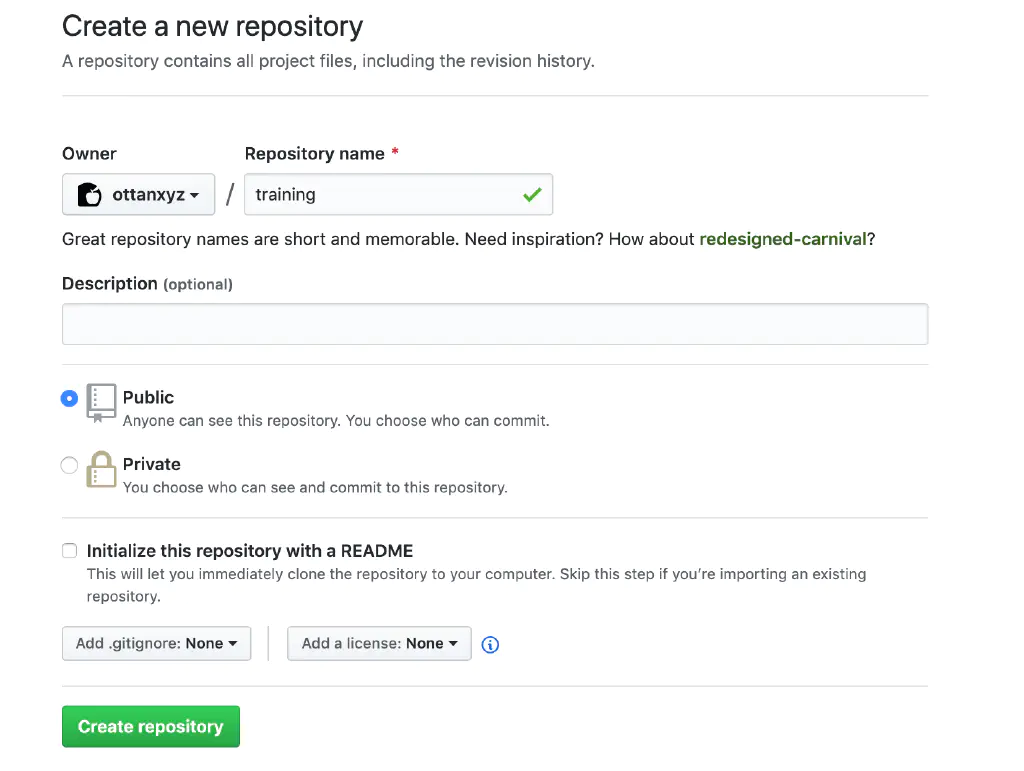 Create a new repository
A repository contains all project files, including the revision history.
Owner
Repository name *
ottanxyz / training
Great repository names are short and memorable. Need inspiration? How about redesigned-carnival?
Description (optional)
Public
Anyone can see this repository. You choose who can commit.
Private
You choose who can see and commit to this repository.
Initialize this repository with a README
This will let you immediately clone the repository to your computer. Skip this step if you’re importing an existing
repository.
Add .gitignore: None
Add a license: None
Create repository